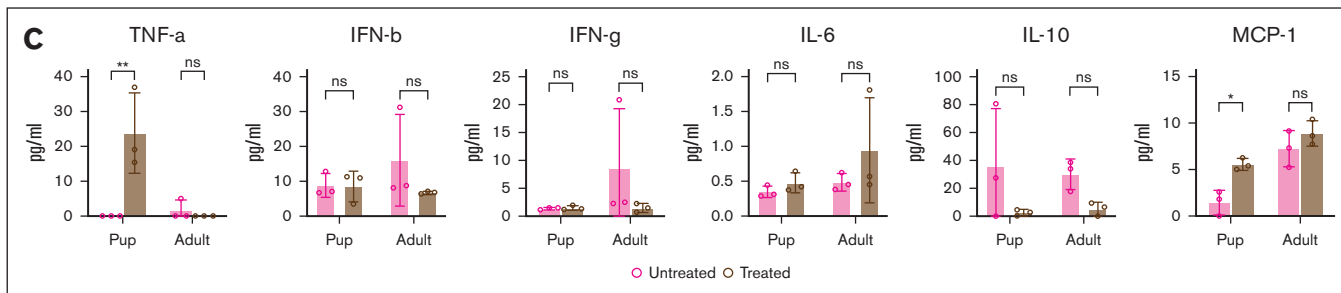 C
TNF-a
pg/ml
40
30
20
10
0
**
ns
Pup
Adult
IFN-b
pg/ml
40
30
20
10
0
ns
ns
Pup
Adult
IFN-g
pg/ml
25
20
15
10
5
0
ns
ns
Pup
Adult
IL-6
pg/ml
2.0
1.5
1.0
0.5
0.0
ns
ns
Pup
Adult
IL-10
pg/ml
100
80
60
40
20
0
ns
ns
Pup
Adult
MCP-1
pg/ml
15
10
5
0
*
ns
Pup
Adult
Untreated
Treated